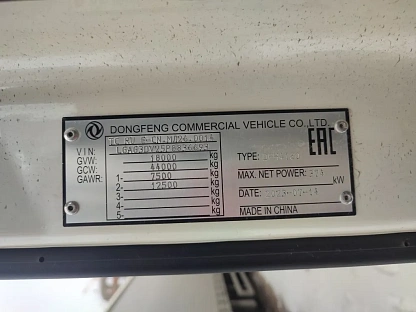 DONGFENG COMMERCIAL VEHICLE CO.,LTD.
EAC
VIN:
GVW: 18000 kg
GCW: 44000 kg
GAWR: 1- 7500 kg
2- 12500 kg
3- kg
4- kg
5-
TYPE:
MAX. NET POWER: kW
DATE:
MADE IN CHINA